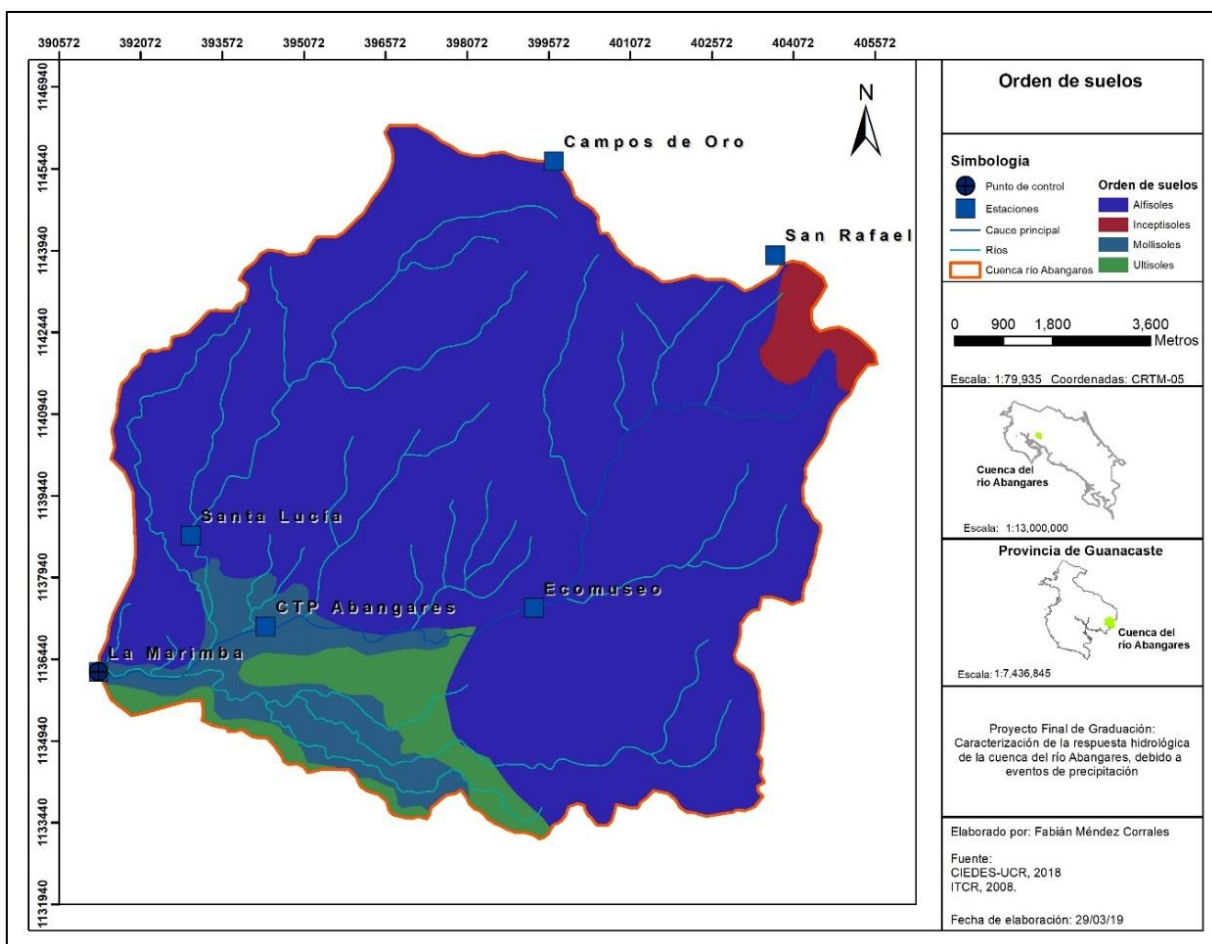 390572 392072 393572 395072 396572 398072 399572 401072 402572 404072 405572
1146940
1145440
1143940
1142440
1140940
1139440
1137940
1136440
1134940
1133440
1131940
N
Campos de Oro
San Rafael
Santa Lucía
CTP Abangares
Ecomuseo
La Marimba
Orden de suelos
Simbología
Punto de control
Estaciones
Cauce principal
Ríos
Cuenca río Abangares
Orden de suelos
Alfisoles
Inceptisoles
Mollisoles
Ultisoles
0 900 1,800 3,600
Metros
Escala: 1:79,935 Coordenadas: CRTM-05
Cuenca del
río Abangares
Escala: 1:13,000,000
Provincia de Guanacaste
Cuenca del
río Abangares
Escala: 1:7,436,845
Proyecto Final de Graduación:
Caracterización de la respuesta hidrológica
de la cuenca del río Abangares, debido a
eventos de precipitación
Elaborado por: Fabián Méndez Corrales
Fuente:
CIEDES-UCR, 2018
ITCR, 2008.
Fecha de elaboración: 29/03/19